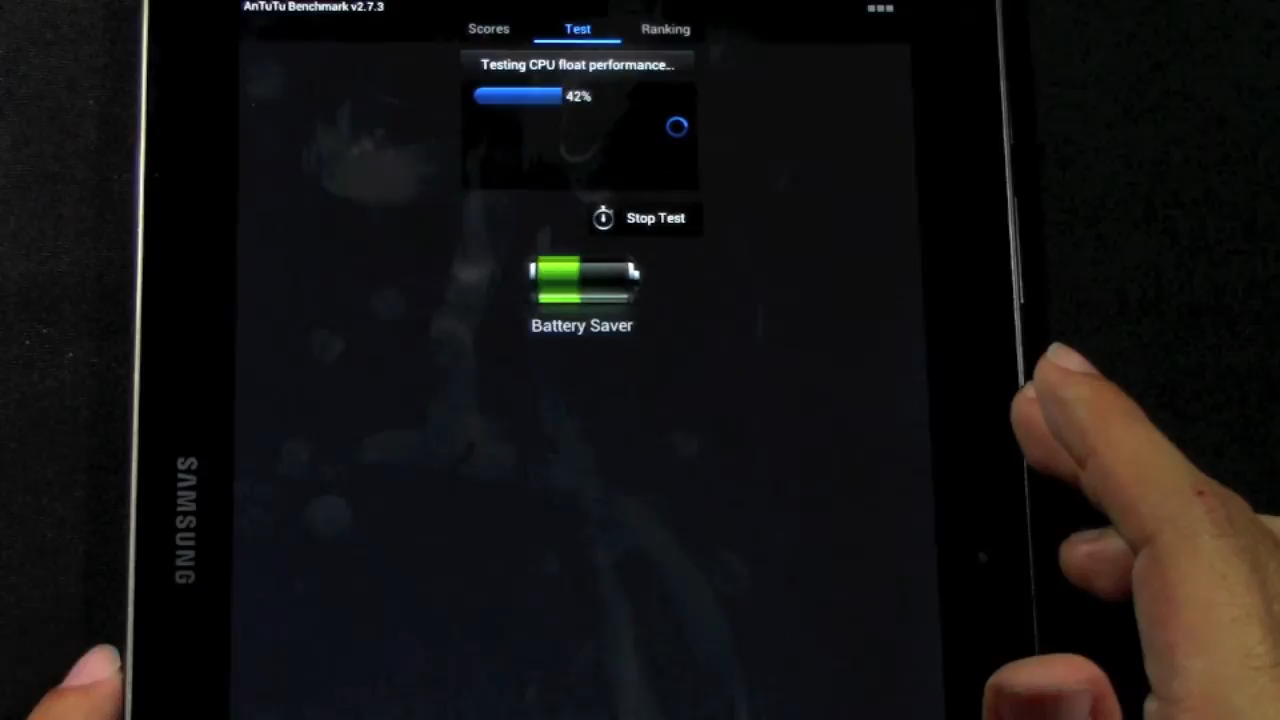 AnTuTu Benchmark v2.7.3
Scores Test Ranking
Testing CPU float performance...
42%
Stop Test
Battery Saver
SAMSUNG